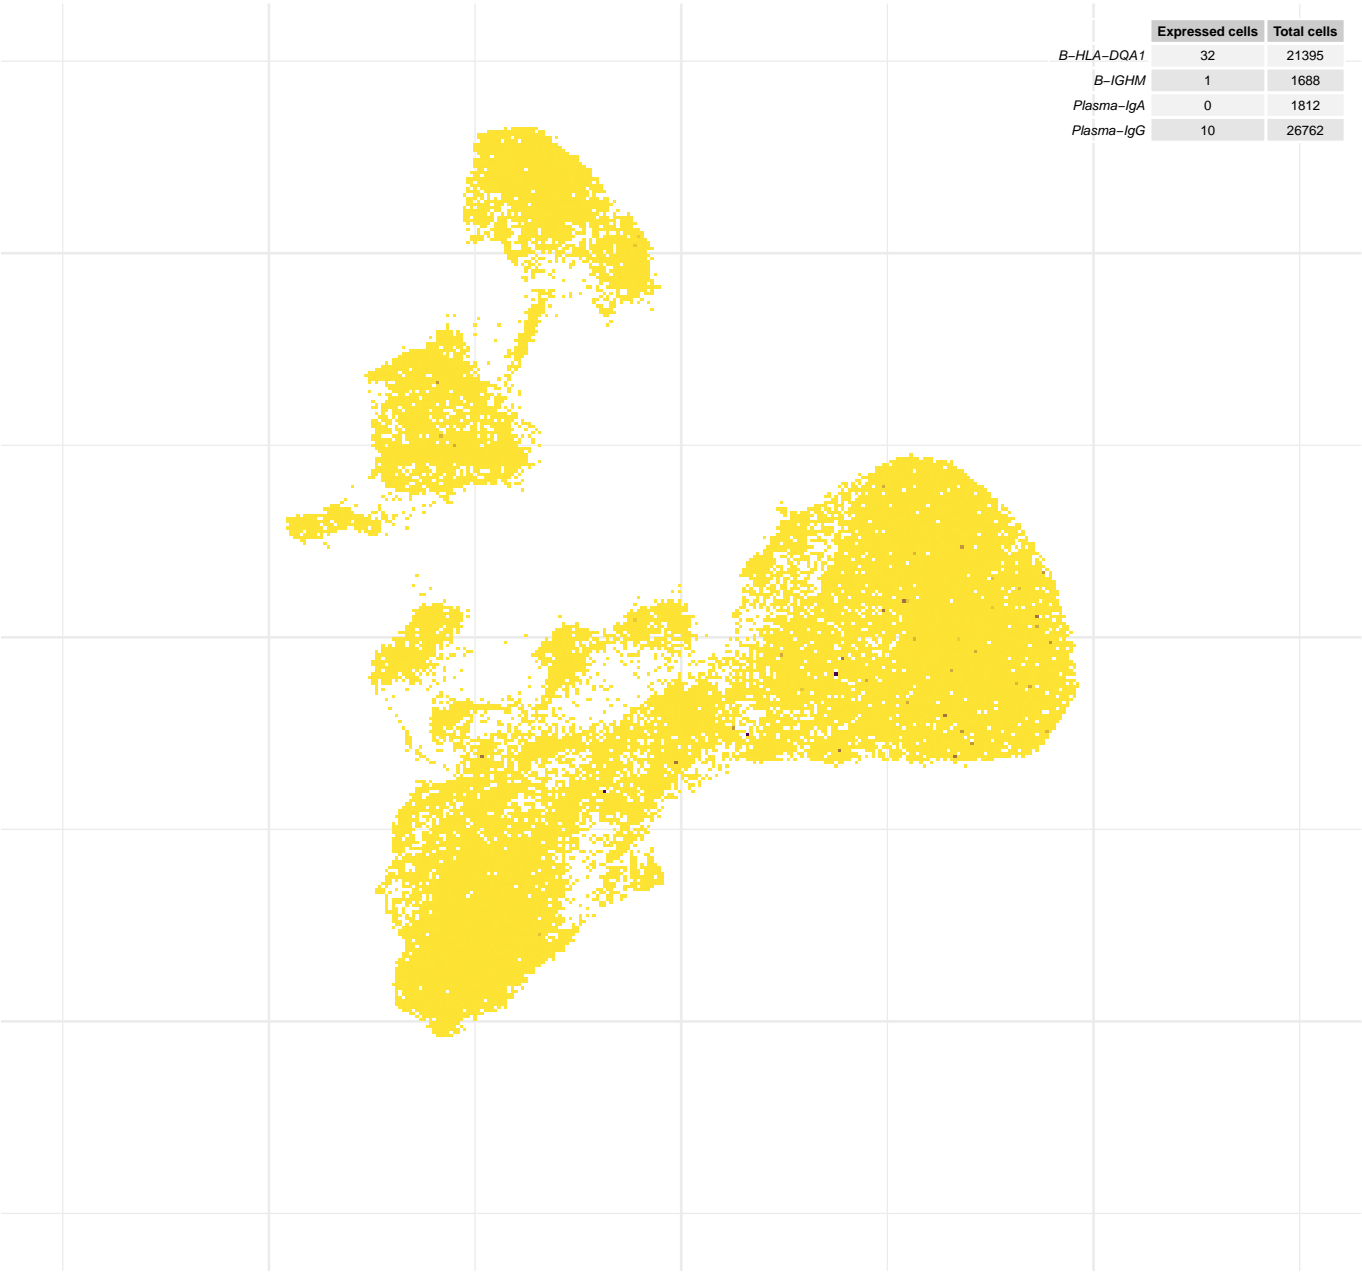 Expressed cells Total cells
B−HLA−DQA1 32 21395
B−IGHM 1 1688
Plasma−IgA 0 1812
Plasma−IgG 10 26762